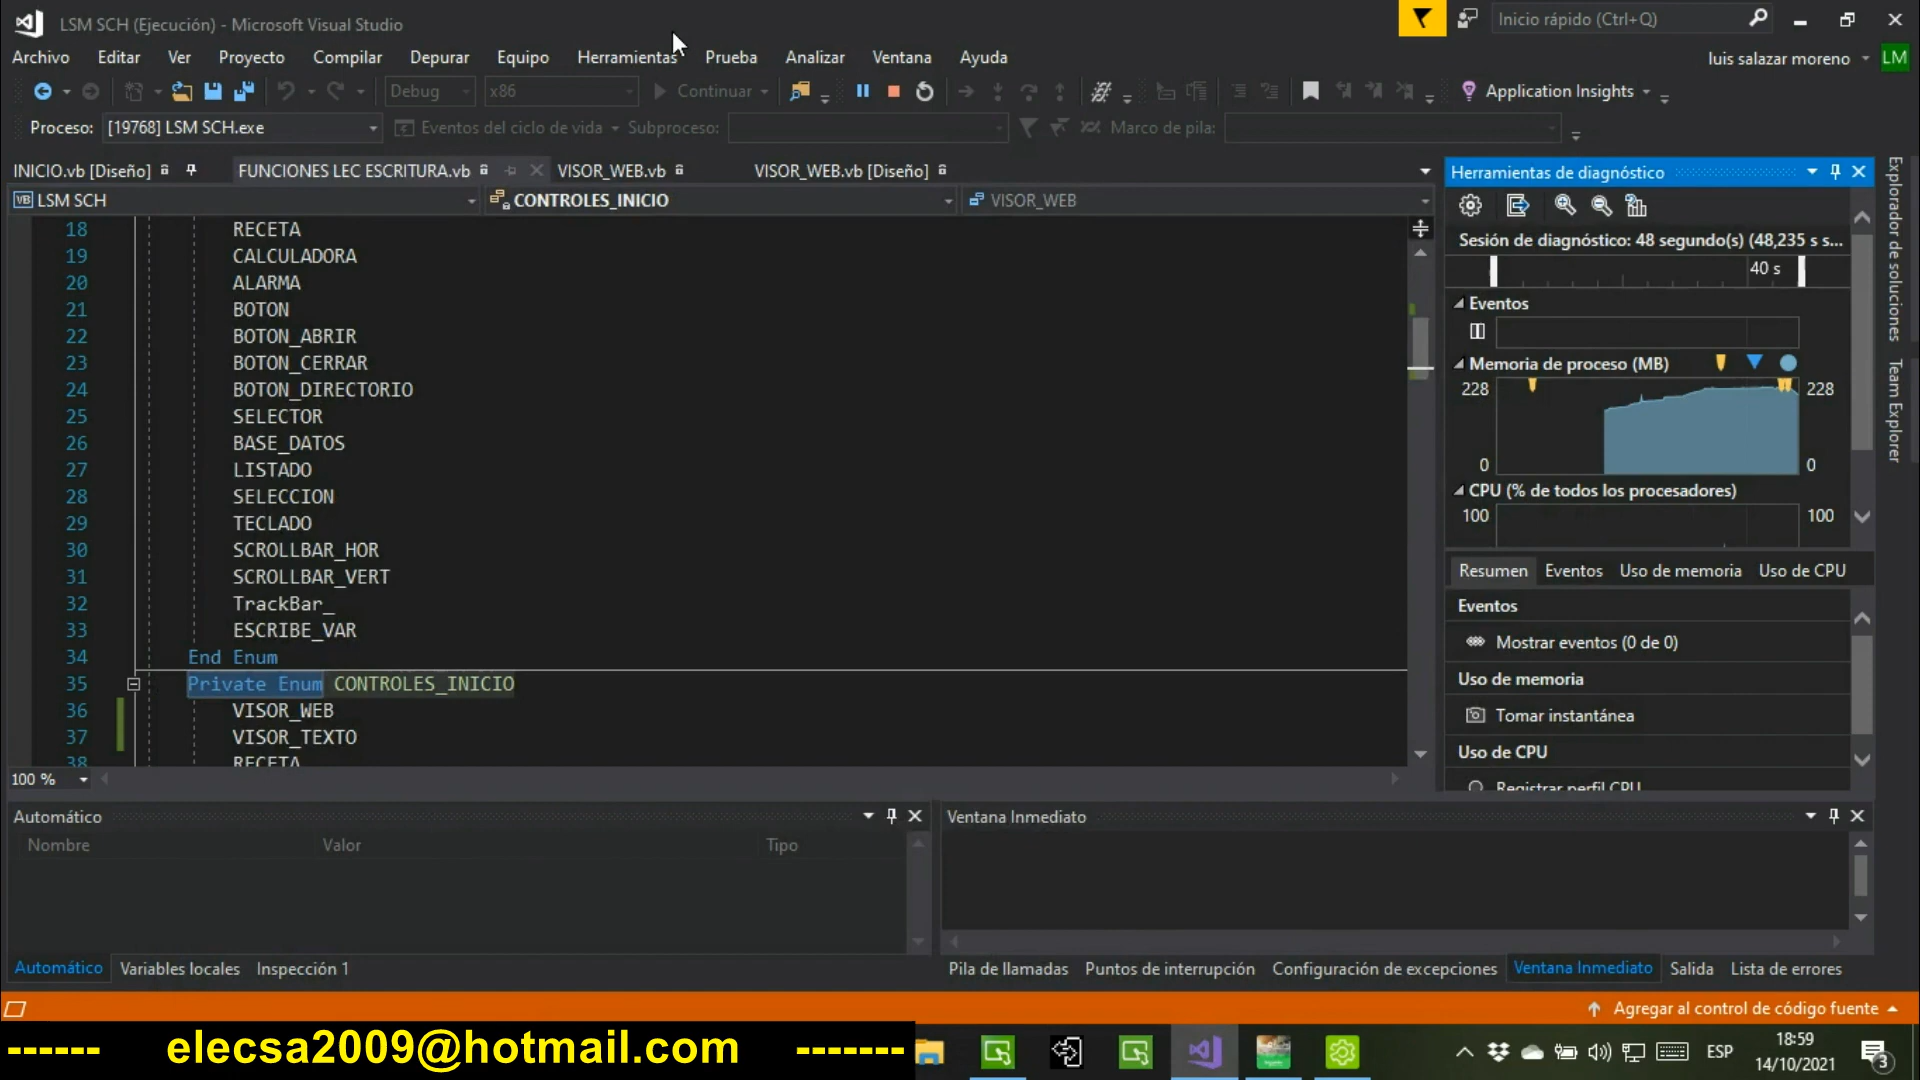 LSM SCH (Ejecución) - Microsoft Visual Studio
Inicio rápido (Ctrl+Q)
Archivo Editar Ver Proyecto Compilar Depurar Equipo Herramientas Prueba Analizar Ventana Ayuda
luis salazar moreno LM
Debug x86 Continuar Application Insights
Proceso: [19768] LSM SCH.exe Eventos del ciclo de vida Subproceso: Marco de pila:
INICIO.vb [Diseño] FUNCIONES LEC ESCRITURA.vb VISOR_WEB.vb VISOR_WEB.vb [Diseño]
VB LSM SCH CONTROLES_INICIO VISOR_WEB
18 RECETA
19 CALCULADORA
20 ALARMA
21 BOTON
22 BOTON_ABRIR
23 BOTON_CERRAR
24 BOTON_DIRECTORIO
25 SELECTOR
26 BASE_DATOS
27 LISTADO
28 SELECCION
29 TECLADO
30 SCROLLBAR_HOR
31 SCROLLBAR_VERT
32 TrackBar_
33 ESCRIBE_VAR
34 End Enum
35 Private Enum CONTROLES_INICIO
36 VISOR_WEB
37 VISOR_TEXTO
38 RECETA
100 %
Herramientas de diagnóstico
Sesión de diagnóstico: 48 segundo(s) (48,235 s s...
40 s
Eventos
Memoria de proceso (MB)
228 228
0 0
CPU (% de todos los procesadores)
100 100
Resumen Eventos Uso de memoria Uso de CPU
Eventos
Mostrar eventos (0 de 0)
Uso de memoria
Tomar instantánea
Uso de CPU
Registrar perfil CPU
Explorador de soluciones
Team Explorer
Automático
Nombre Valor Tipo
Automático Variables locales Inspección 1
Ventana Inmediato
Pila de llamadas Puntos de interrupción Configuración de excepciones Ventana Inmediato Salida Lista de errores
Agregar al control de código fuente
------ elecsa2009@hotmail.com -------
ESP
18:59
14/10/2021
3